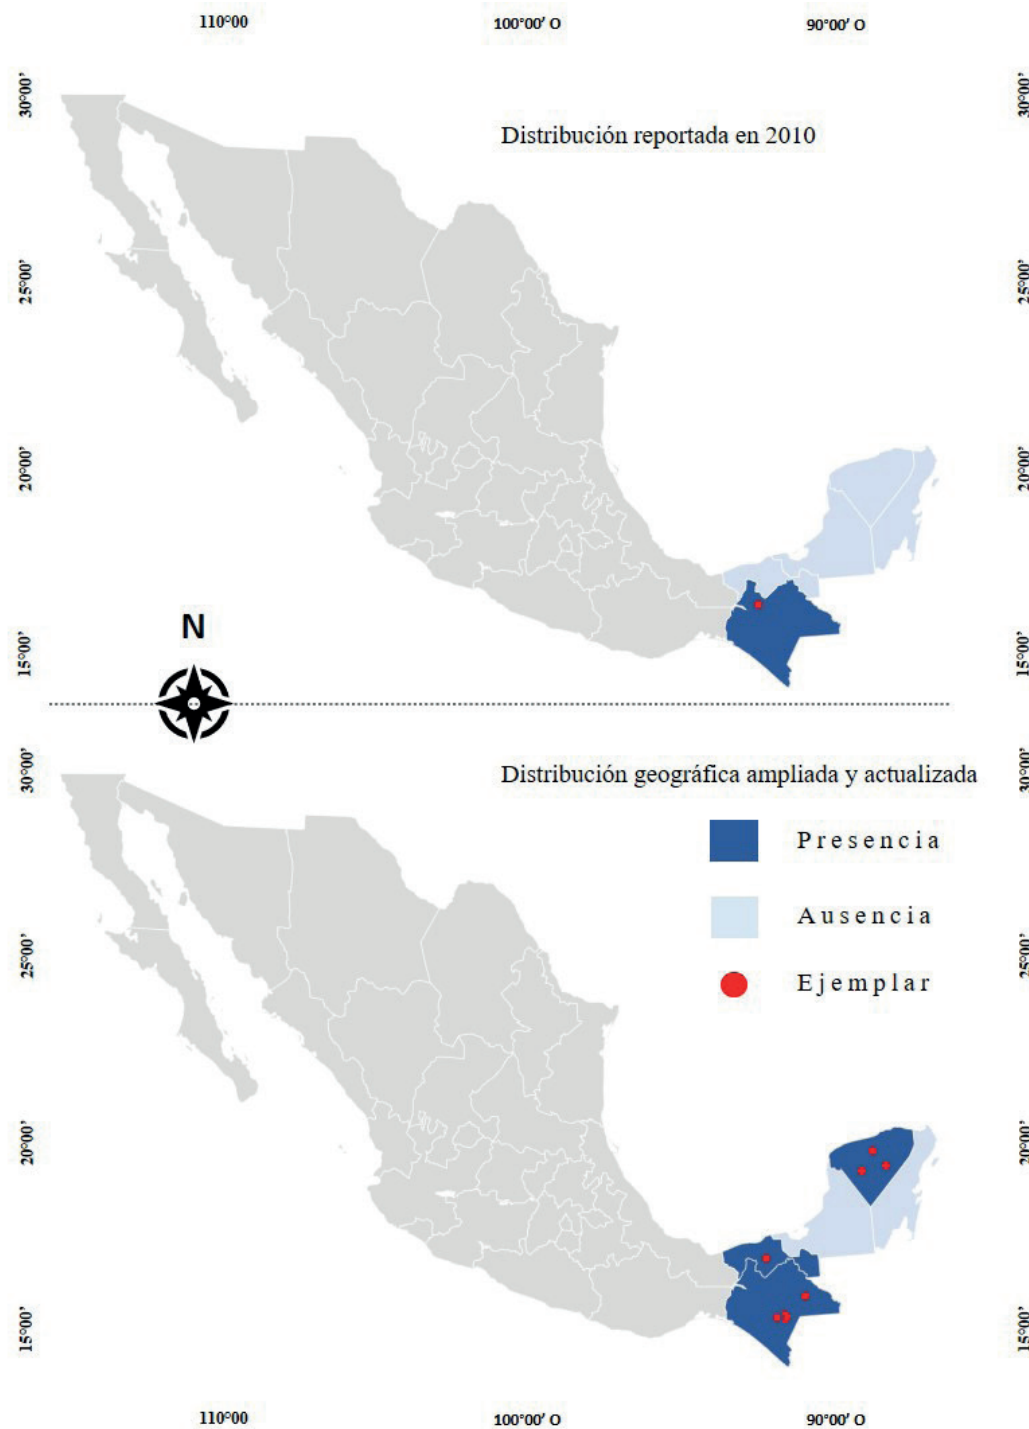 110°00 100°00' O 90°00' O
30°00' 30°00'
Distribución reportada en 2010
25°00' 25°00'
20°00' 20°00'
N
15°00' 15°00'
30°00' 30°00'
Distribución geográfica ampliada y actualizada
Presencia
Ausencia
25°00' 25°00'
Ejemplar
20°00' 20°00'
15°00' 15°00'
110°00 100°00' O 90°00' O